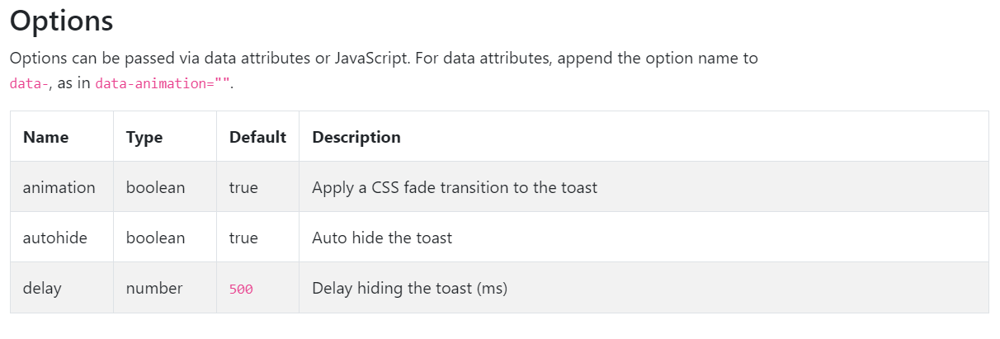 Options
Options can be passed via data attributes or JavaScript. For data attributes, append the option name to
data-, as in data-animation="".
Name Type Default Description
animation boolean true Apply a CSS fade transition to the toast
autohide boolean true Auto hide the toast
delay number 500 Delay hiding the toast (ms)